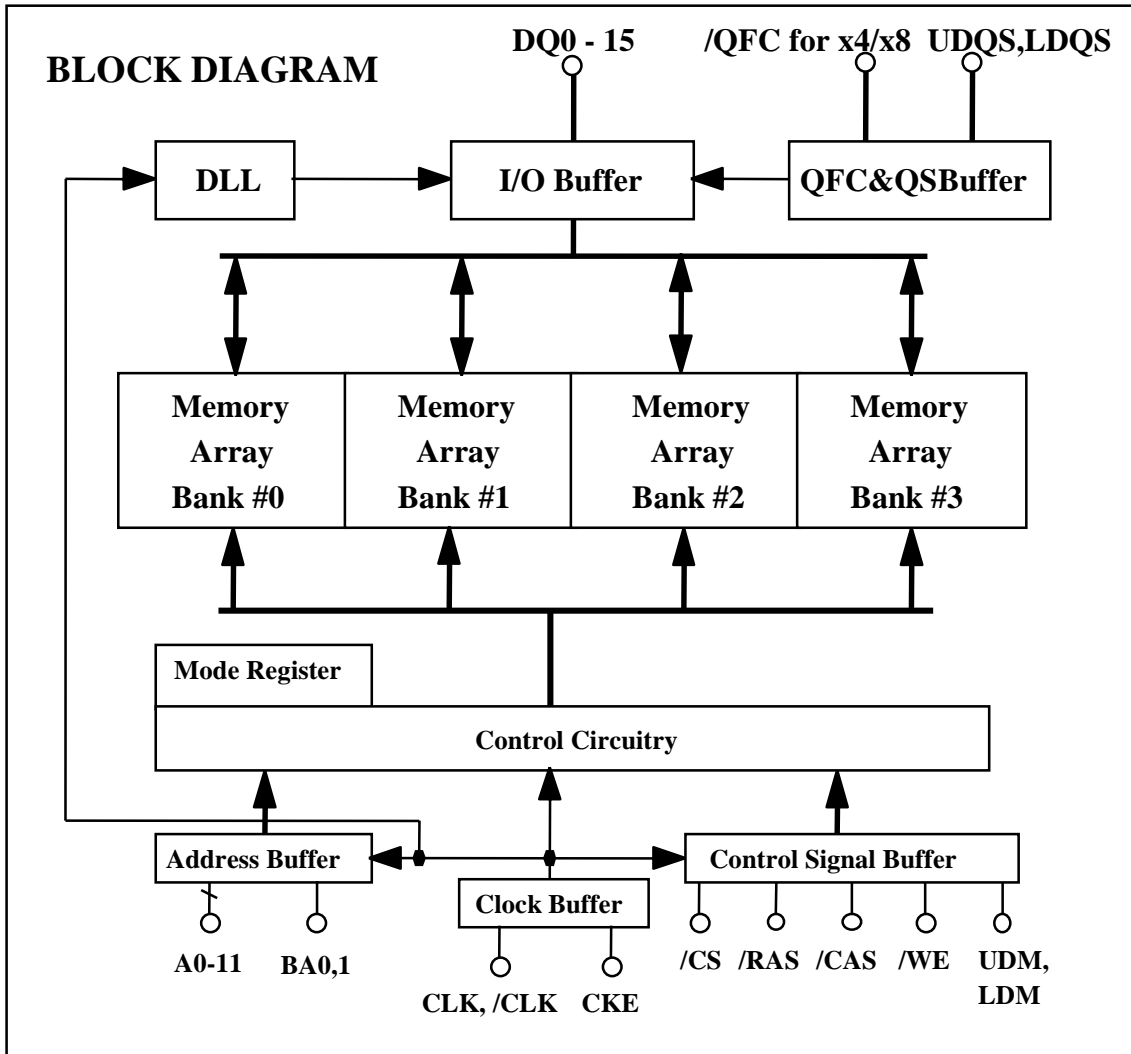 DQ0 - 15 /QFC for x4/x8 UDQS,LDQS
BLOCK DIAGRAM
DLL
I/O Buffer
QFC&QSBuffer
Memory
Array
Bank #0
Memory
Array
Bank #1
Memory
Array
Bank #2
Memory
Array
Bank #3
Mode Register
Control Circuitry
Address Buffer
Control Signal Buffer
Clock Buffer
A0-11
BA0,1
CLK, /CLK
CKE
/CS
/RAS
/CAS
/WE
UDM,
LDM